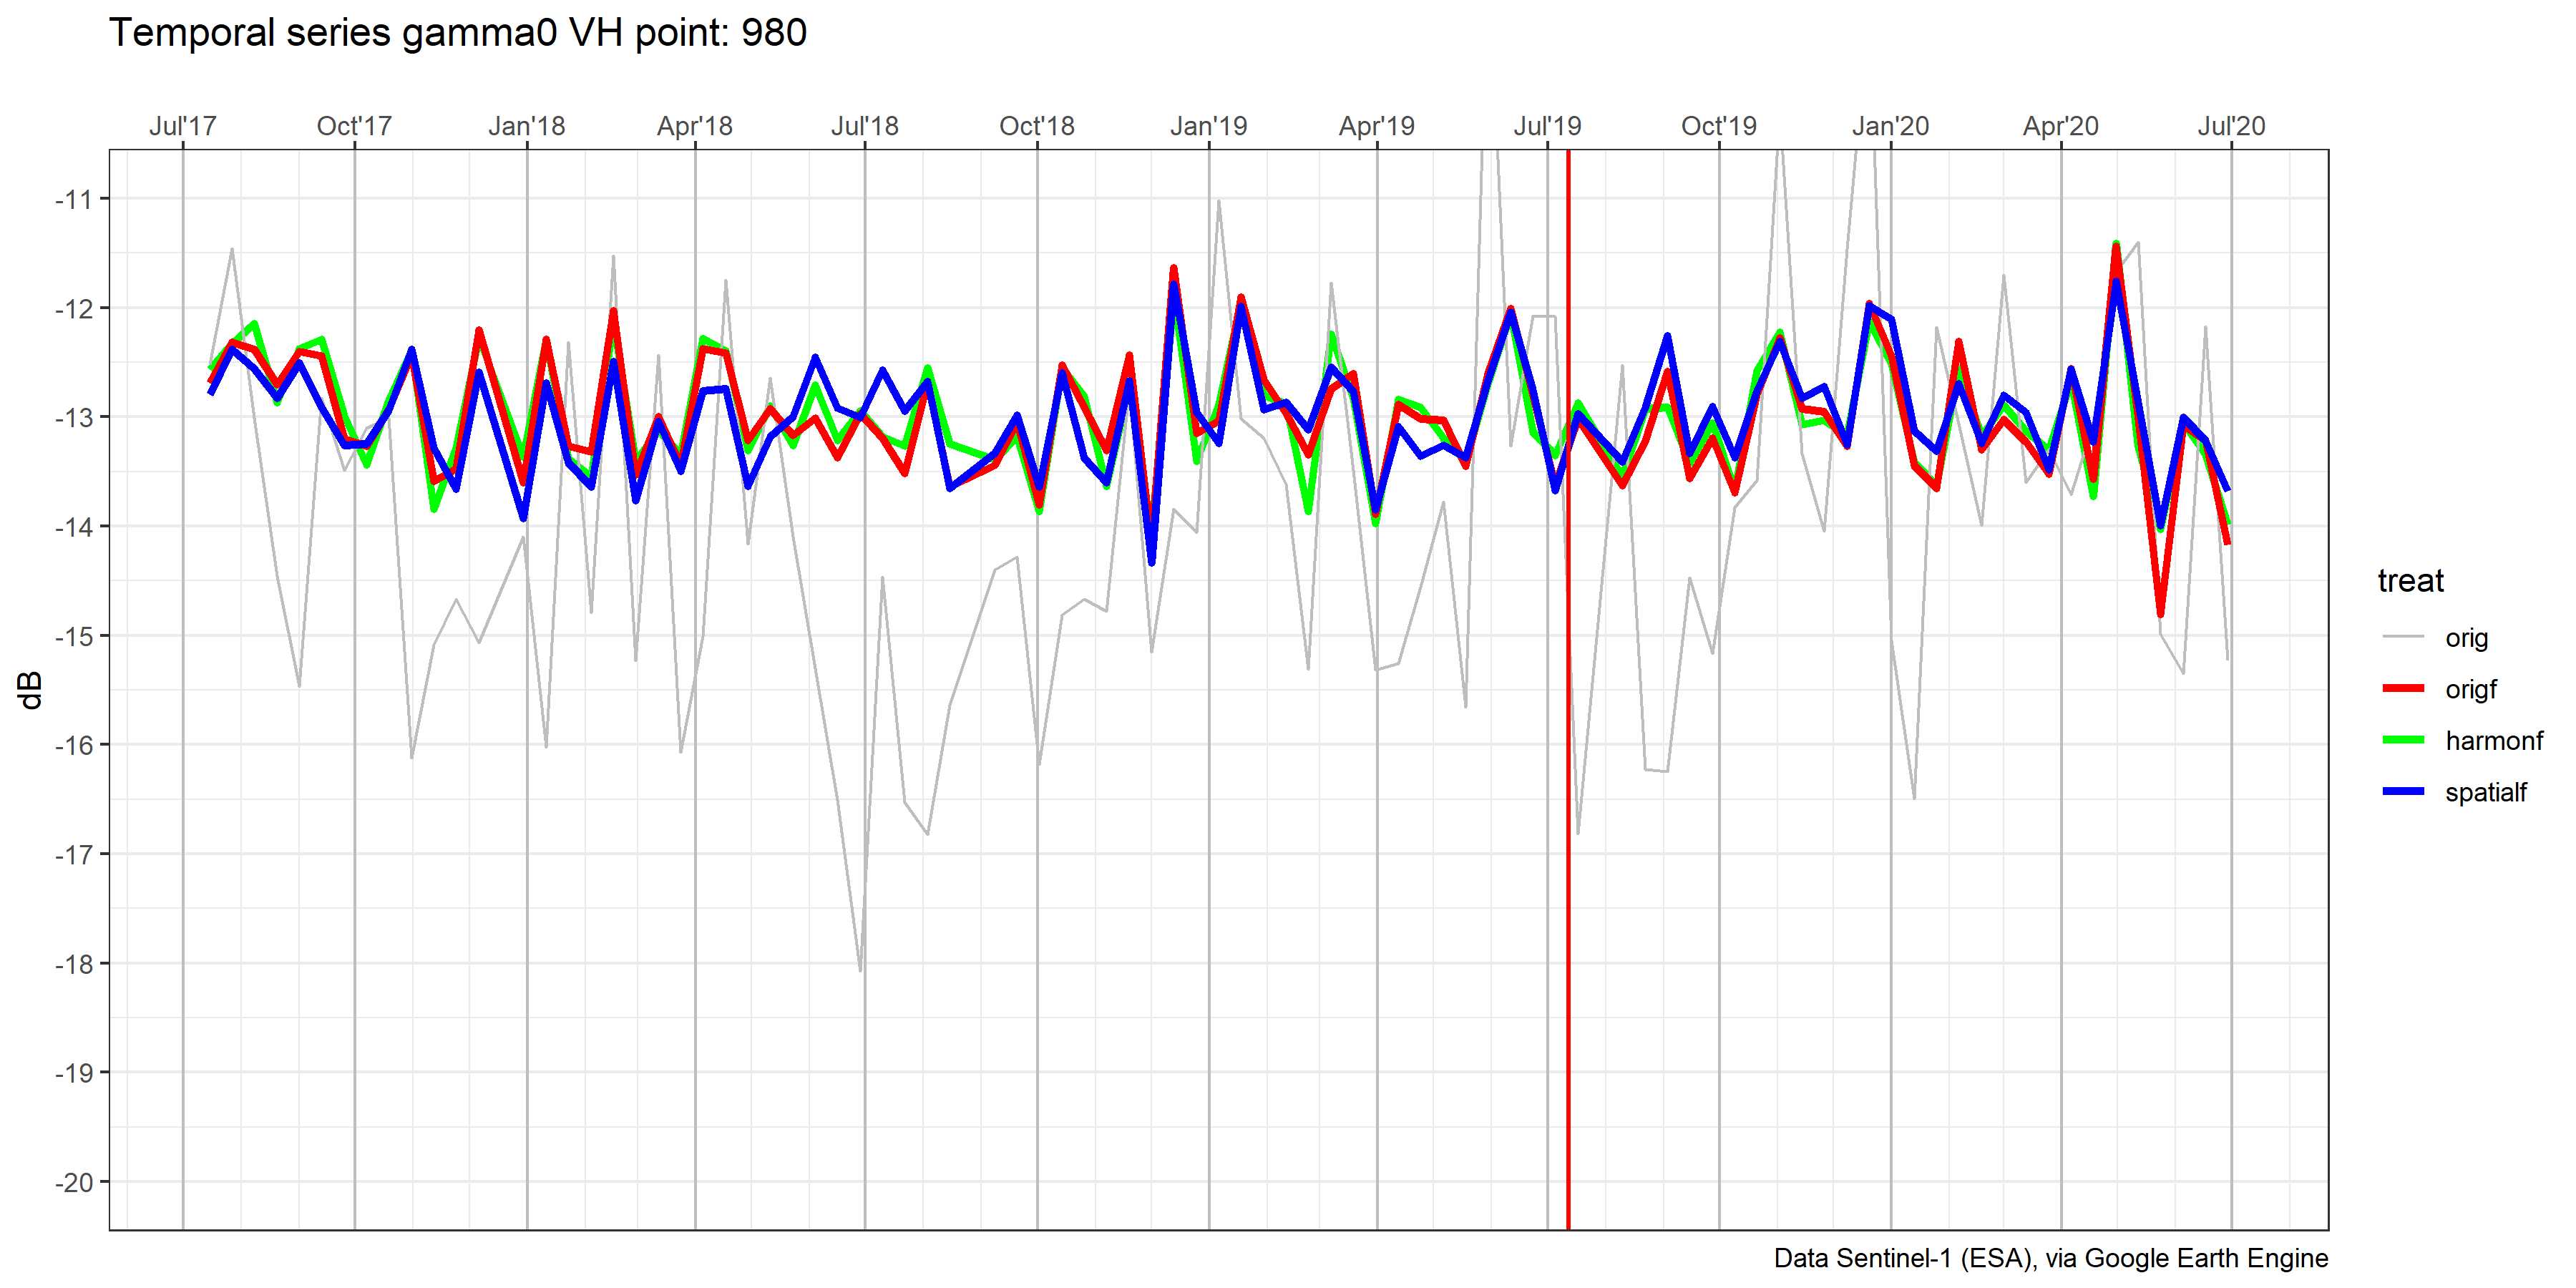 Temporal series gamma0 VH point: 980
Jul'17 Oct'17 Jan'18 Apr'18 Jul'18 Oct'18 Jan'19 Apr'19 Jul'19 Oct'19 Jan'20 Apr'20 Jul'20
-11
-12
-13
-14
-15
-16
-17
-18
-19
-20
dB
treat
orig
origf
harmonf
spatialf
Data Sentinel-1 (ESA), via Google Earth Engine